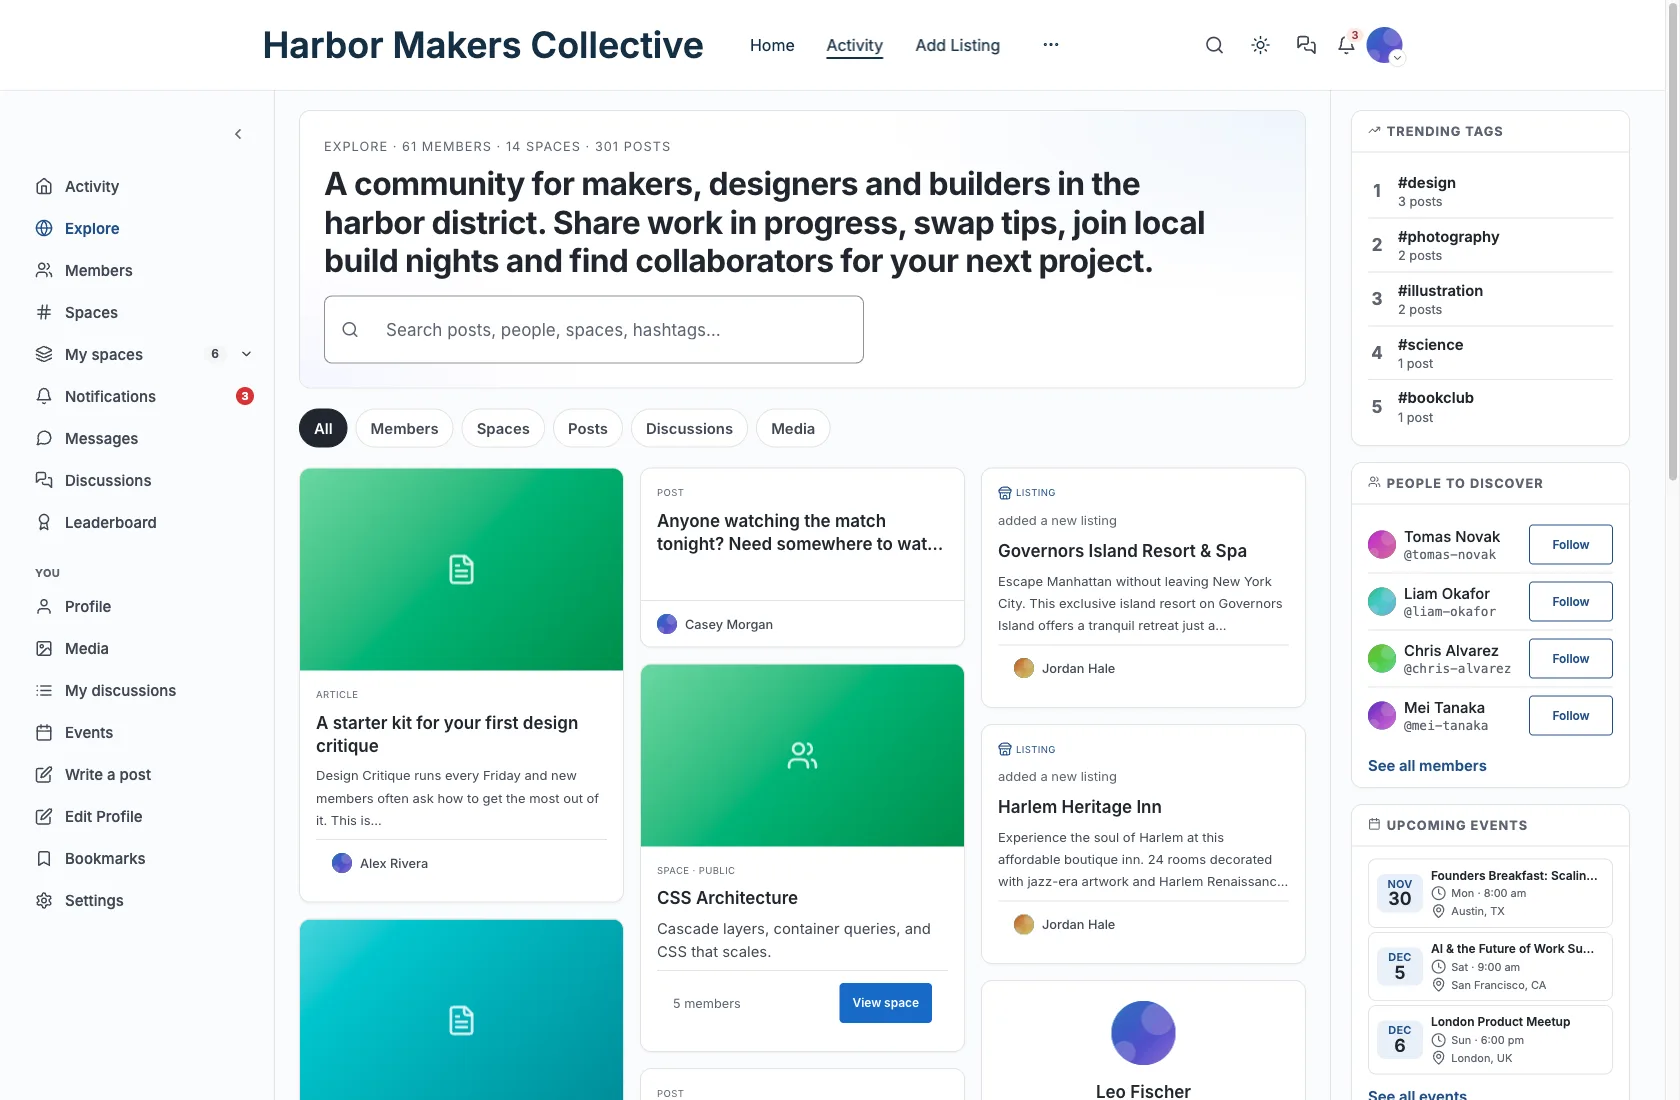 Harbor Makers Collective
Home
Activity
Add Listing
3
Activity
Explore
Members
Spaces
My spaces
6
Notifications
3
Messages
Discussions
Leaderboard
YOU
Profile
Media
My discussions
Events
Write a post
Edit Profile
Bookmarks
Settings
EXPLORE · 61 MEMBERS · 14 SPACES · 301 POSTS
A community for makers, designers and builders in the
harbor district. Share work in progress, swap tips, join local
build nights and find collaborators for your next project.
Search posts, people, spaces, hashtags...
All
Members
Spaces
Posts
Discussions
Media
ARTICLE
A starter kit for your first design
critique
Design Critique runs every Friday and new
members often ask how to get the most out of
it. This is...
Alex Rivera
POST
Anyone watching the match
tonight? Need somewhere to wat...
Casey Morgan
SPACE · PUBLIC
CSS Architecture
Cascade layers, container queries, and
CSS that scales.
5 members
View space
POST
LISTING
added a new listing
Governors Island Resort & Spa
Escape Manhattan without leaving New York
City. This exclusive island resort on Governors
Island offers a tranquil retreat just a...
Jordan Hale
LISTING
added a new listing
Harlem Heritage Inn
Experience the soul of Harlem at this
affordable boutique inn. 24 rooms decorated
with jazz-era artwork and Harlem Renaissanc...
Jordan Hale
Leo Fischer
TRENDING TAGS
1
#design
3 posts
2
#photography
2 posts
3
#illustration
2 posts
4
#science
1 post
5
#bookclub
1 post
PEOPLE TO DISCOVER
Tomas Novak
@tomas-novak
Follow
Liam Okafor
@liam-okafor
Follow
Chris Alvarez
@chris-alvarez
Follow
Mei Tanaka
@mei-tanaka
Follow
See all members
UPCOMING EVENTS
NOV
30
Founders Breakfast: Scalin...
Mon · 8:00 am
Austin, TX
DEC
5
AI & the Future of Work Su...
Sat · 9:00 am
San Francisco, CA
DEC
6
London Product Meetup
Sun · 6:00 pm
London, UK
See all events